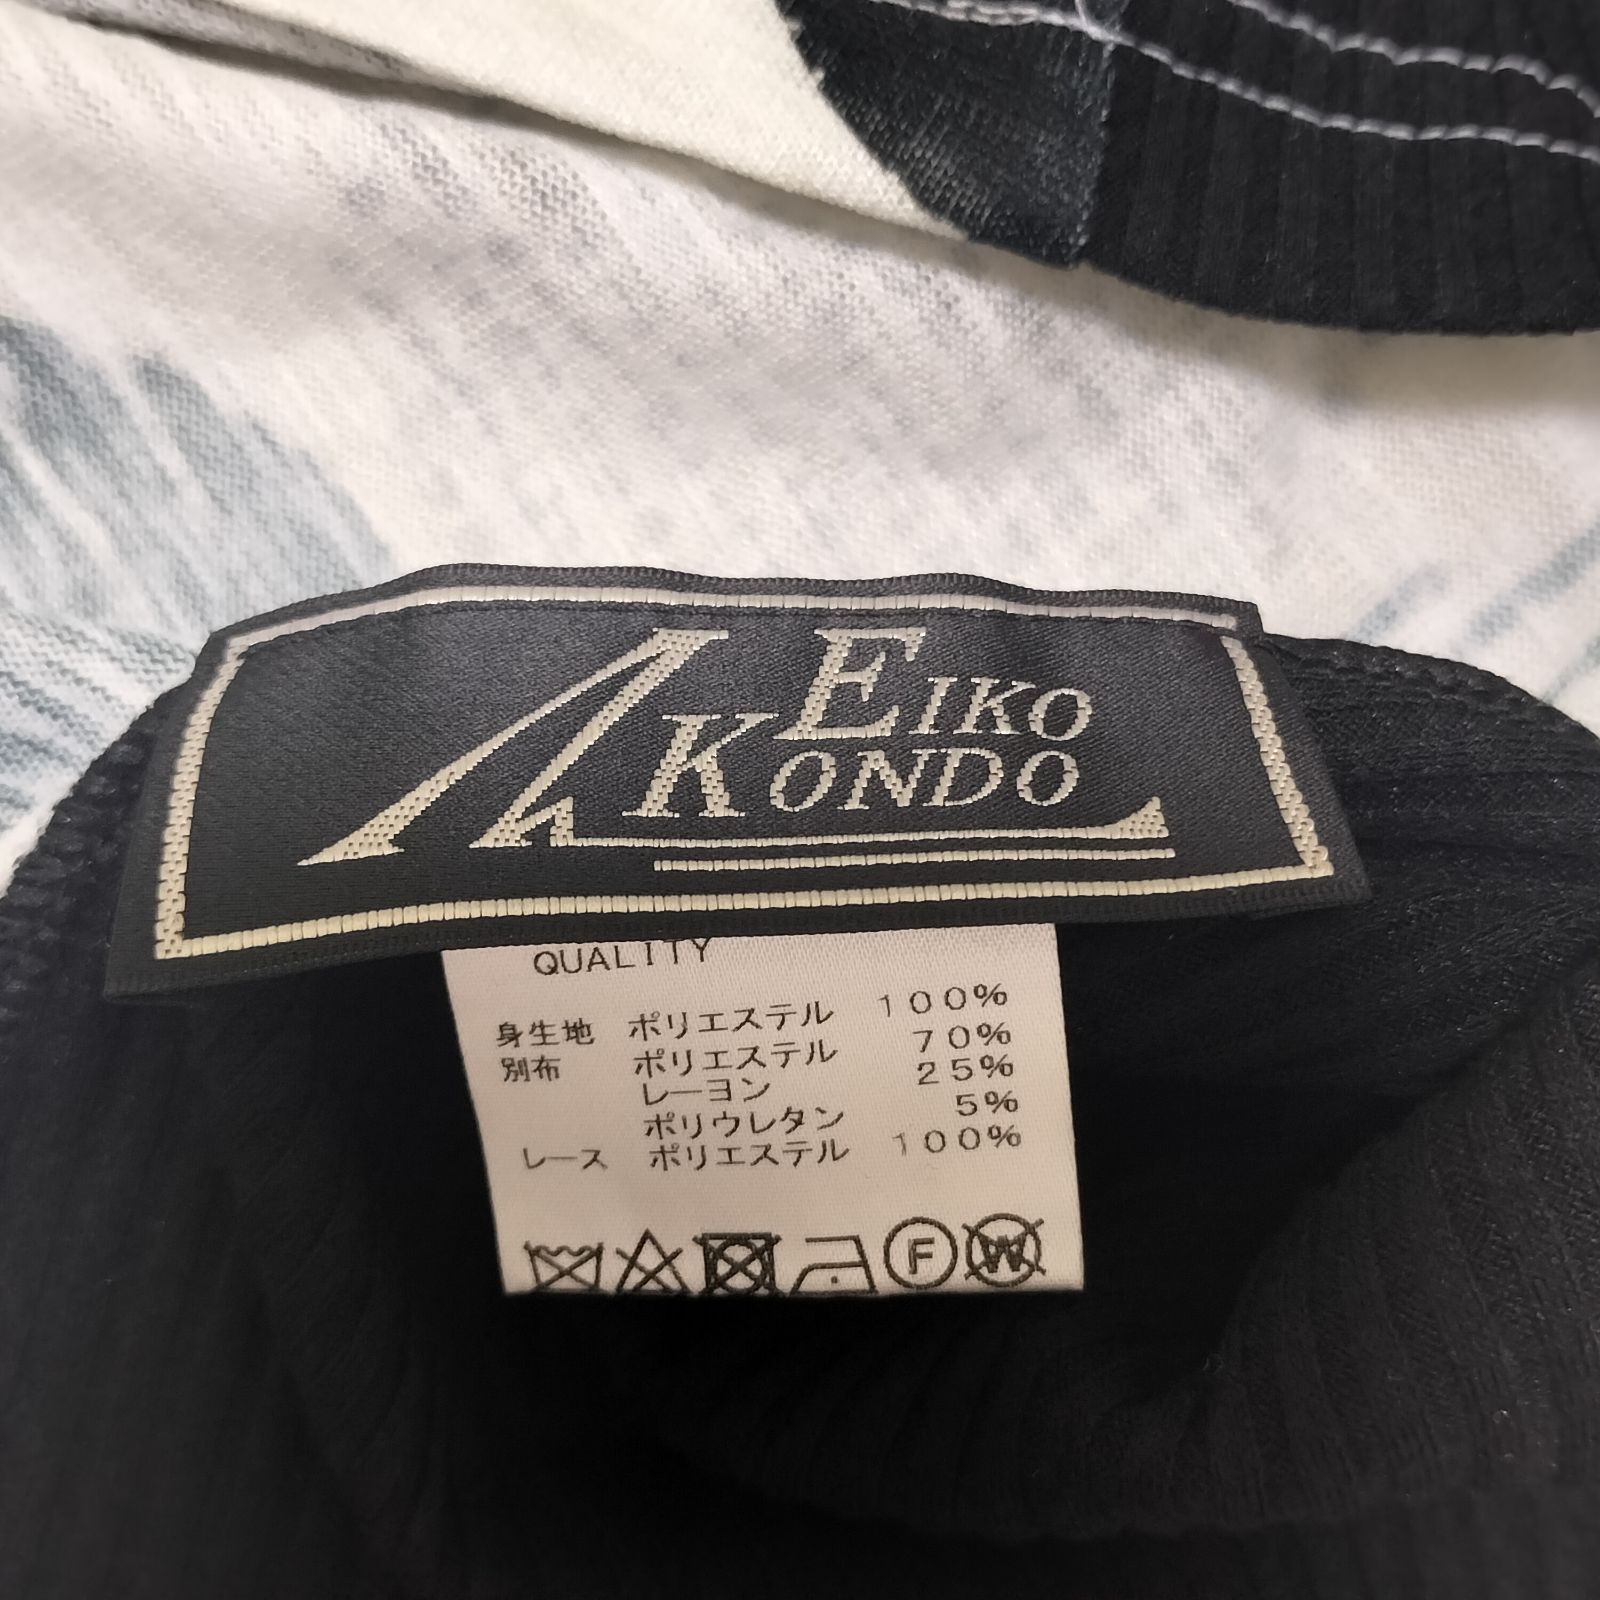 EIKO
KONDO
QUALITY
身生地 ポリエステル 100%
別布 ポリエステル 70%
レーヨン 25%
ポリウレタン 5%
レース ポリエステル 100%
F W